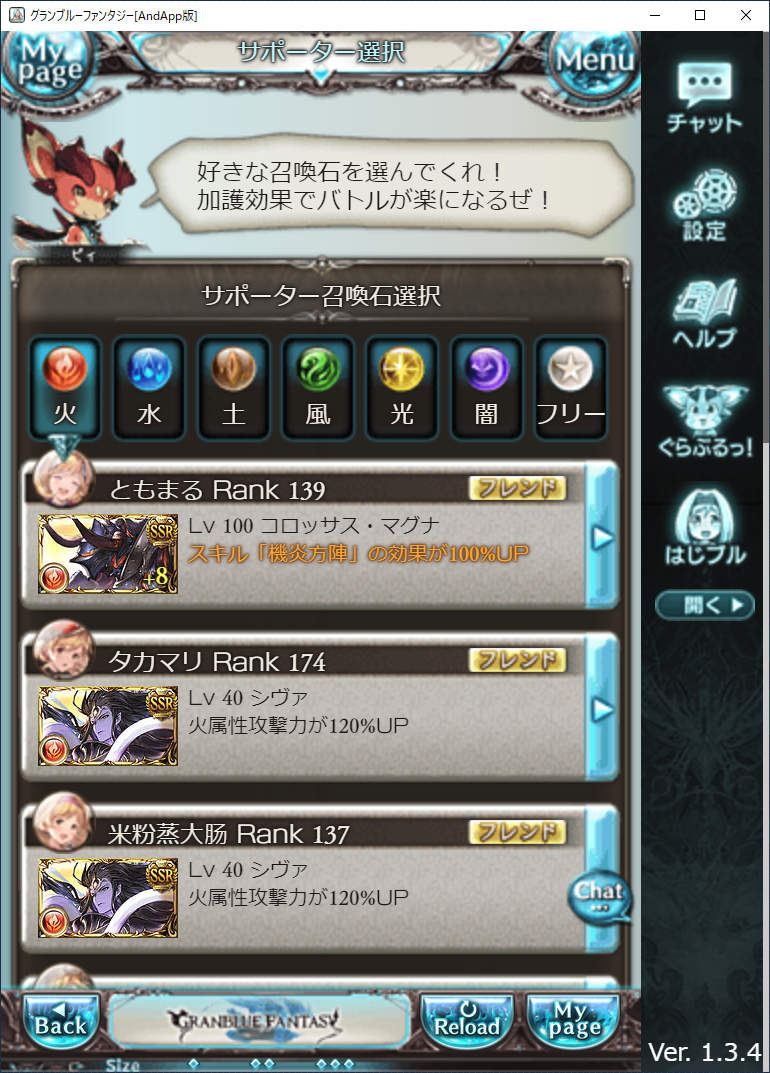 グランブルーファンタジー[AndApp版]
My page
サポーター選択
Menu
好きな召喚石を選んでくれ！
加護効果でバトルが楽になるぜ！
ビィ
サポーター召喚石選択
火 水 土 風 光 闇 フリー
ともまる Rank 139 フレンド
SSR
Lv 100 コロッサス・マグナ
スキル「機炎方陣」の効果が100%UP
+8
タカマリ Rank 174 フレンド
SSR
Lv 40 シヴァ
火属性攻撃力が120%UP
米粉蒸大肠 Rank 137 フレンド
SSR
Lv 40 シヴァ
火属性攻撃力が120%UP
Chat
Back
GRANBLUE FANTASY
Reload
My page
Size
チャット
設定
ヘルプ
ぐらぶるっ!
はじブル
開く
Ver. 1.3.4